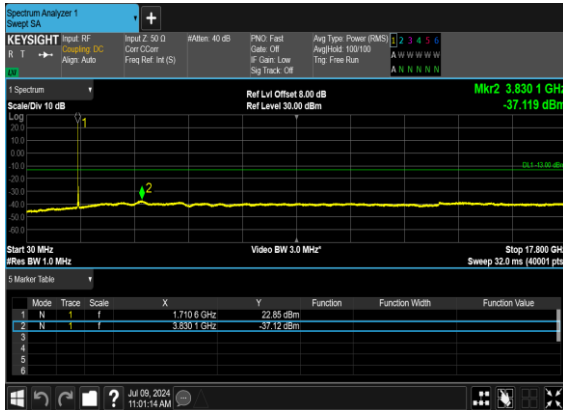 Spectrum Analyzer 1
Swept SA
+
KEYSIGHT Input: RF Input Z: 50 Ω #Atten: 40 dB PNO: Fast Avg Type: Power (RMS) 1 2 3 4 5 6
R T Coupling: DC Corr CCorr Gate: Off Avg|Hold: 100/100 A W W W W W
Align: Auto Freq Ref: Int (S) IF Gain: Low Trig: Free Run
Sig Track: Off A N N N N N
LXI
1 Spectrum Mkr2 3.830 1 GHz
Ref Lvl Offset 8.00 dB
Scale/Div 10 dB Ref Level 30.00 dBm -37.119 dBm
Log
20.0
10.0
0.00
-10.0
-20.0
-30.0
-40.0
-50.0
-60.0
1
DL1 -13.00 dBm
2
Start 30 MHz Video BW 3.0 MHz* Stop 17.800 GHz
#Res BW 1.0 MHz Sweep 32.0 ms (40001 pts)
5 Marker Table
Mode Trace Scale X Y Function Function Width Function Value
1 N 1 f 1.710 6 GHz 22.85 dBm
2 N 1 f 3.830 1 GHz -37.12 dBm
3
4
5
6
? Jul 09, 2024
11:01:14 AM